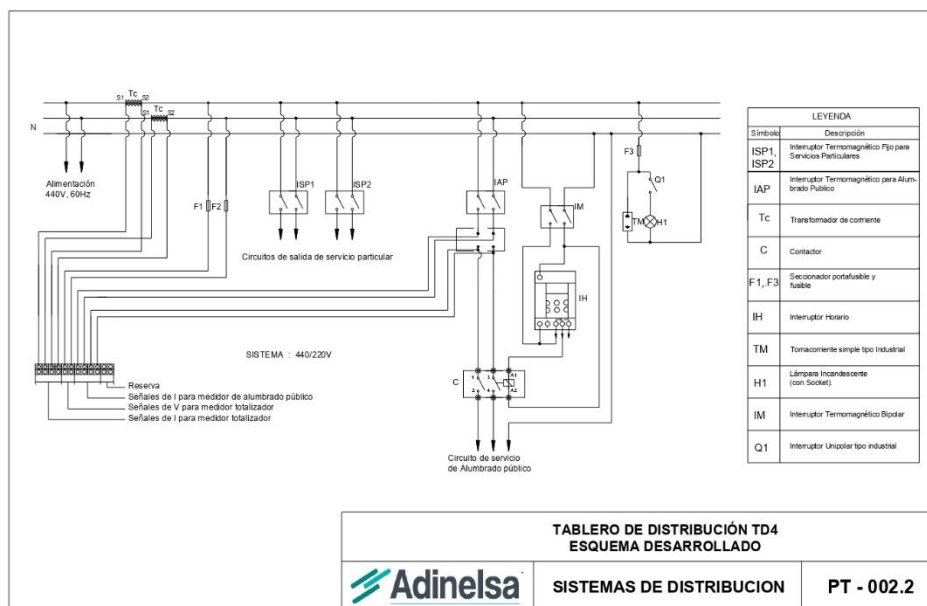 S1 Tc S2
S1 Tc S2
N
Alimentación
440V, 60Hz
F1 F2
ISP1
ISP2
IAP
IM
F3
Q1
TM
H1
Circuitos de salida de servicio particular
IH
SISTEMA : 440/220V
C
1 3 A1
2 4 A2
Reserva
Señales de I para medidor de alumbrado público
Señales de V para medidor totalizador
Señales de I para medidor totalizador
Circuito de servicio
de Alumbrado público
LEYENDA
Símbolo Descripción
ISP1, ISP2 Interruptor Termomagnético Fijo para
Servicios Particulares
IAP Interruptor Termomagnético para Alum-
brado Publico
Tc Transformador de corriente
C Contactor
F1,.F3 Seccionador portafusible y
fusible
IH Interruptor Horario
TM Tomacorriente simple tipo Industrial
H1 Lámpara Incandescente
(con Socket).
IM Interruptor Termomagnético Bipolar
Q1 Interruptor Unipolar tipo industrial
TABLERO DE DISTRIBUCIÓN TD4
ESQUEMA DESARROLLADO
Adinelsa
SISTEMAS DE DISTRIBUCION
PT - 002.2